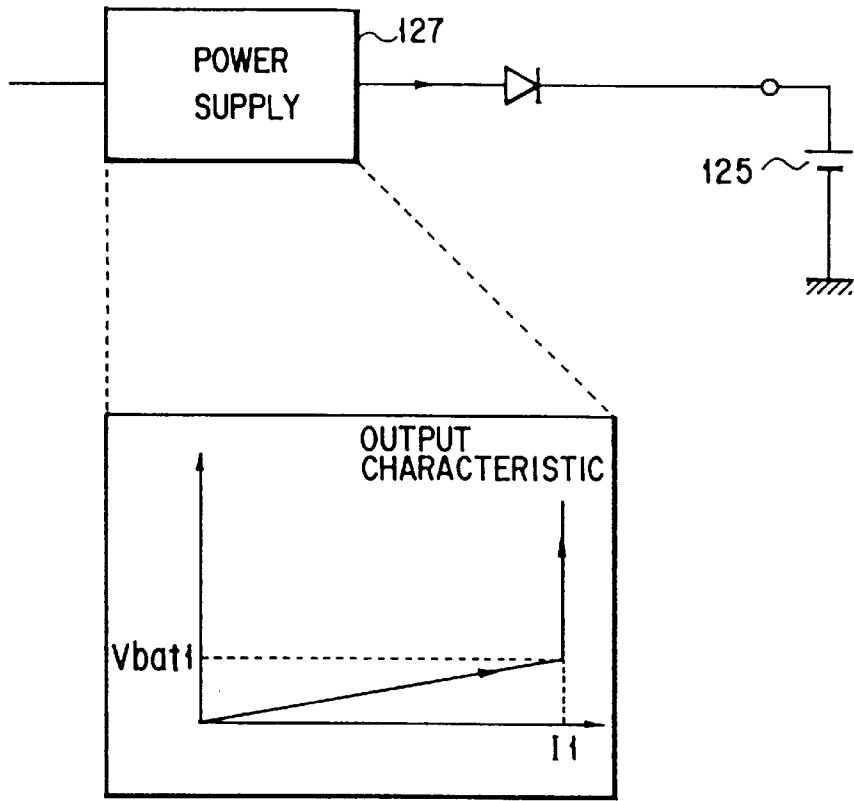 127
POWER
SUPPLY
125
OUTPUT
CHARACTERISTIC
Vbat1
I1